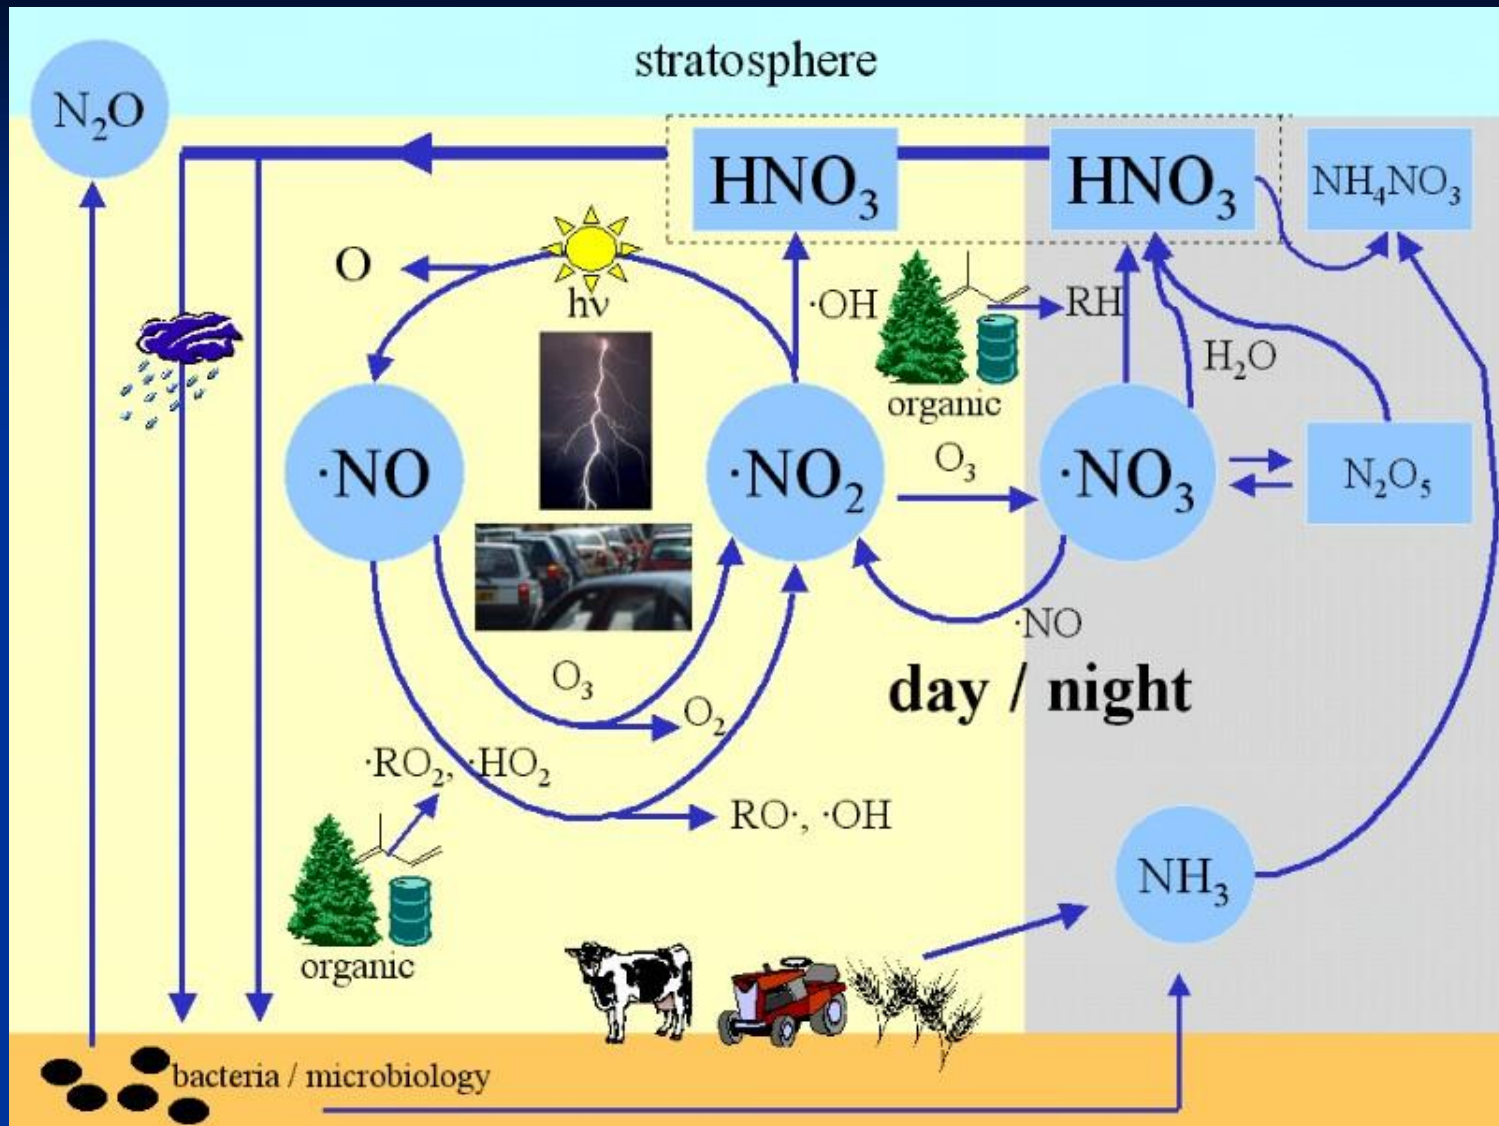 stratosphere
N₂O
HNO₃
HNO₃
NH₄NO₃
O
hν
·OH
RH
organic
H₂O
·NO
·NO₂
O₃
·NO₃
N₂O₅
·NO
day / night
O₃
O₂
·RO₂, ·HO₂
RO·, ·OH
NH₃
organic
bacteria / microbiology